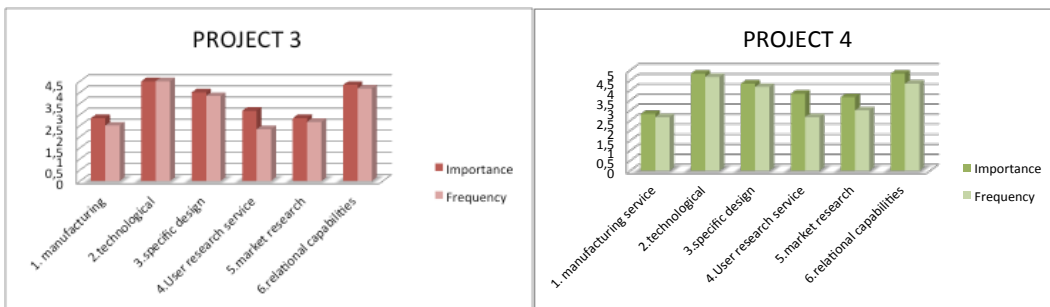 PROJECT 3
4,5
4
3,5
3
2,5
2
1,5
1
0,5
0
1. manufacturing
2.technological
3.specific design
4.User research service
5.market research
6.relational capabilities
Importance
Frequency
PROJECT 4
5
4,5
4
3,5
3
2,5
2
1,5
1
0,5
0
1. manufacturing service
2.technological
3.specific design
4.User research service
5.market research
6.relational capabilities
Importance
Frequency